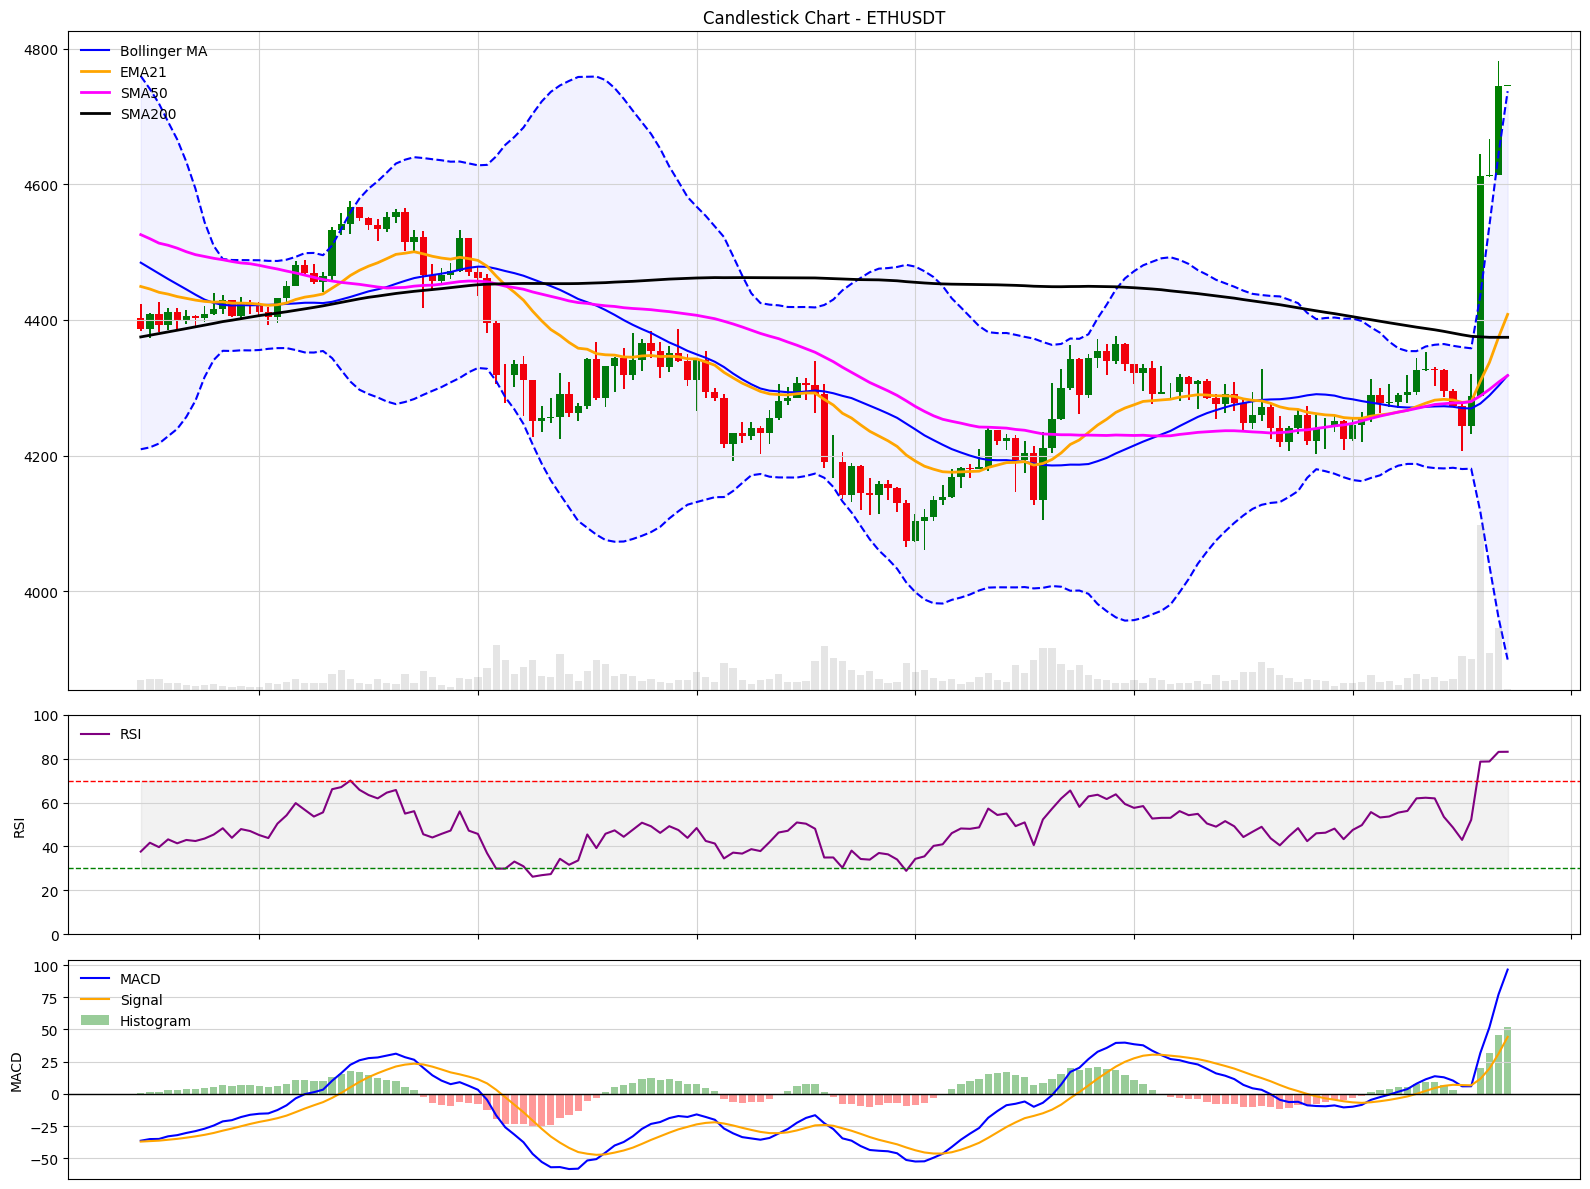 Candlestick Chart - ETHUSDT
4800
4600
4400
4200
4000
Bollinger MA
EMA21
SMA50
SMA200
100
80
60
40
20
0
RSI
RSI
100
75
50
25
0
−25
−50
MACD
MACD
Signal
Histogram